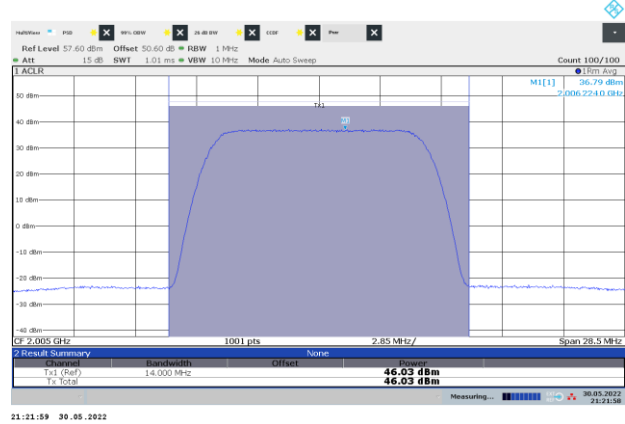 MultiView PSD X 99% OBW X 26 dB BW X CCDF X Pwr X
Ref Level 57.60 dBm Offset 50.60 dB RBW 1 MHz
Att 15 dB SWT 1.01 ms VBW 10 MHz Mode Auto Sweep Count 100/100
1 ACLR 1Rm Avg
M1[1] 36.79 dBm
2.006 2240 GHz
50 dBm
Tx1
40 dBm
M1
30 dBm
20 dBm
10 dBm
0 dBm
-10 dBm
-20 dBm
-30 dBm
-40 dBm
CF 2.005 GHz 1001 pts 2.85 MHz/ Span 28.5 MHz
2 Result Summary None
Channel Bandwidth Offset Power
Tx1 (Ref) 14.000 MHz 46.03 dBm
Tx Total 46.03 dBm
Measuring... 30.05.2022
21:21:58
21:21:59 30.05.2022